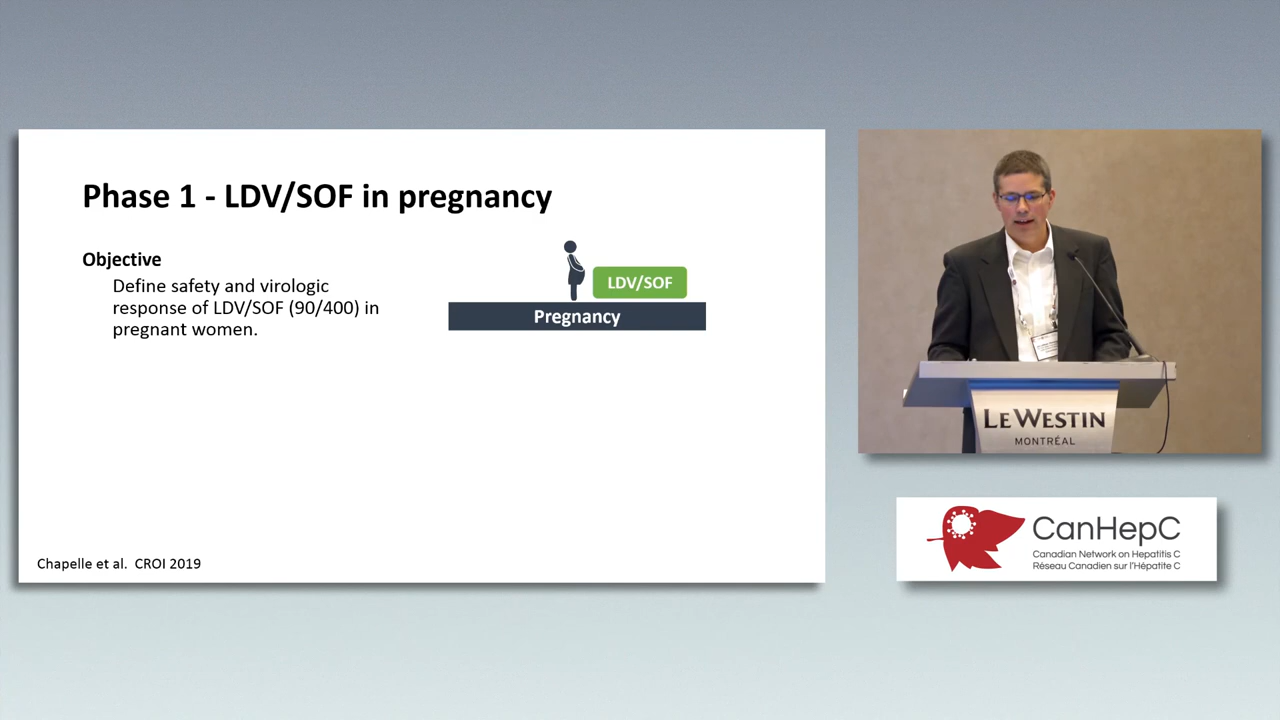 Phase 1 - LDV/SOF in pregnancy
Objective
Define safety and virologic
response of LDV/SOF (90/400) in
pregnant women.
LDV/SOF
Pregnancy
Chapelle et al. CROI 2019
LE WESTIN
MONTRÉAL
CanHepC
Canadian Network on Hepatitis C
Réseau Canadien sur l'Hépatite C